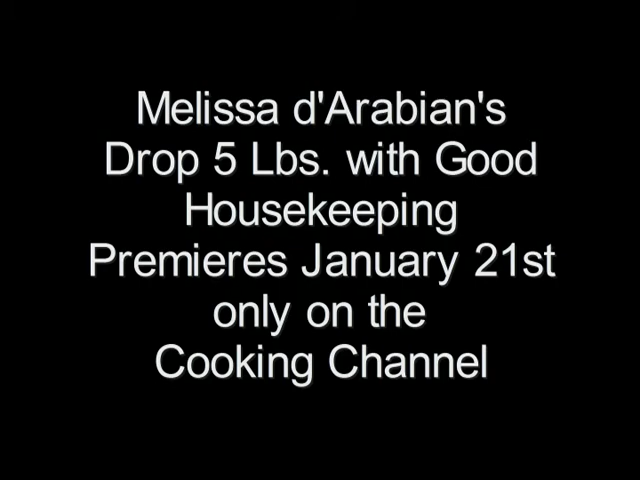 Melissa d'Arabian's
Drop 5 Lbs. with Good
Housekeeping
Premieres January 21st
only on the
Cooking Channel